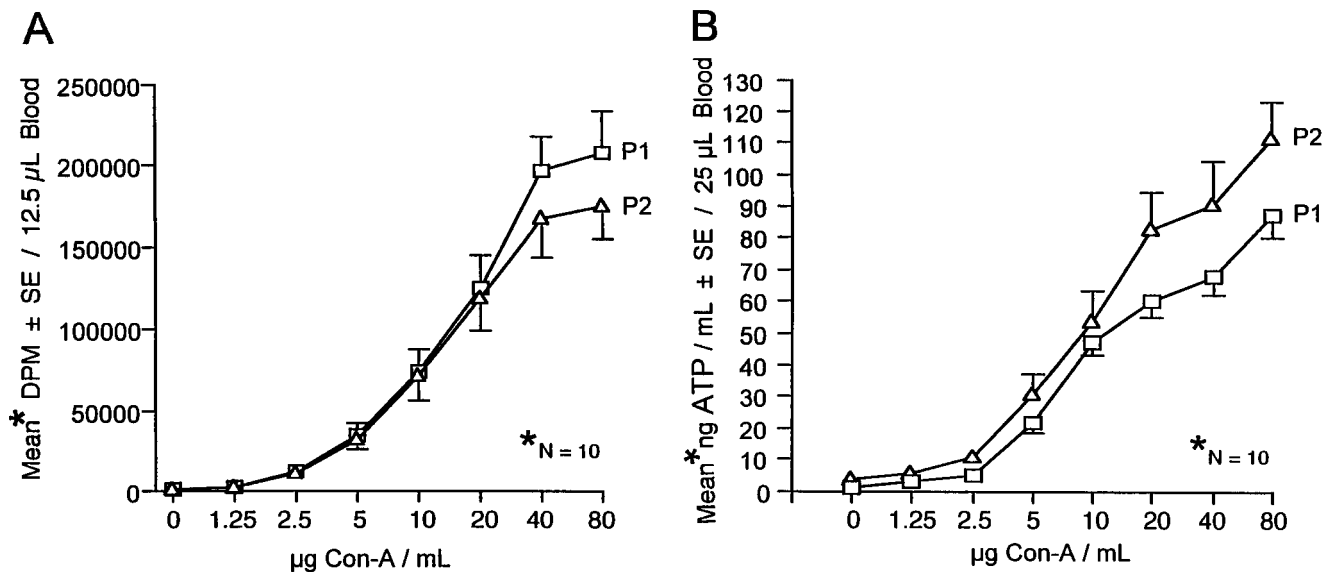 A
Mean* DPM ± SE / 12.5 µL Blood
250000
200000
150000
100000
50000
0
P1
P2
*N = 10
0 1.25 2.5 5 10 20 40 80
µg Con-A / mL
B
Mean* ng ATP / mL ± SE / 25 µL Blood
130
120
110
100
90
80
70
60
50
40
30
20
10
0
P2
P1
*N = 10
0 1.25 2.5 5 10 20 40 80
µg Con-A / mL